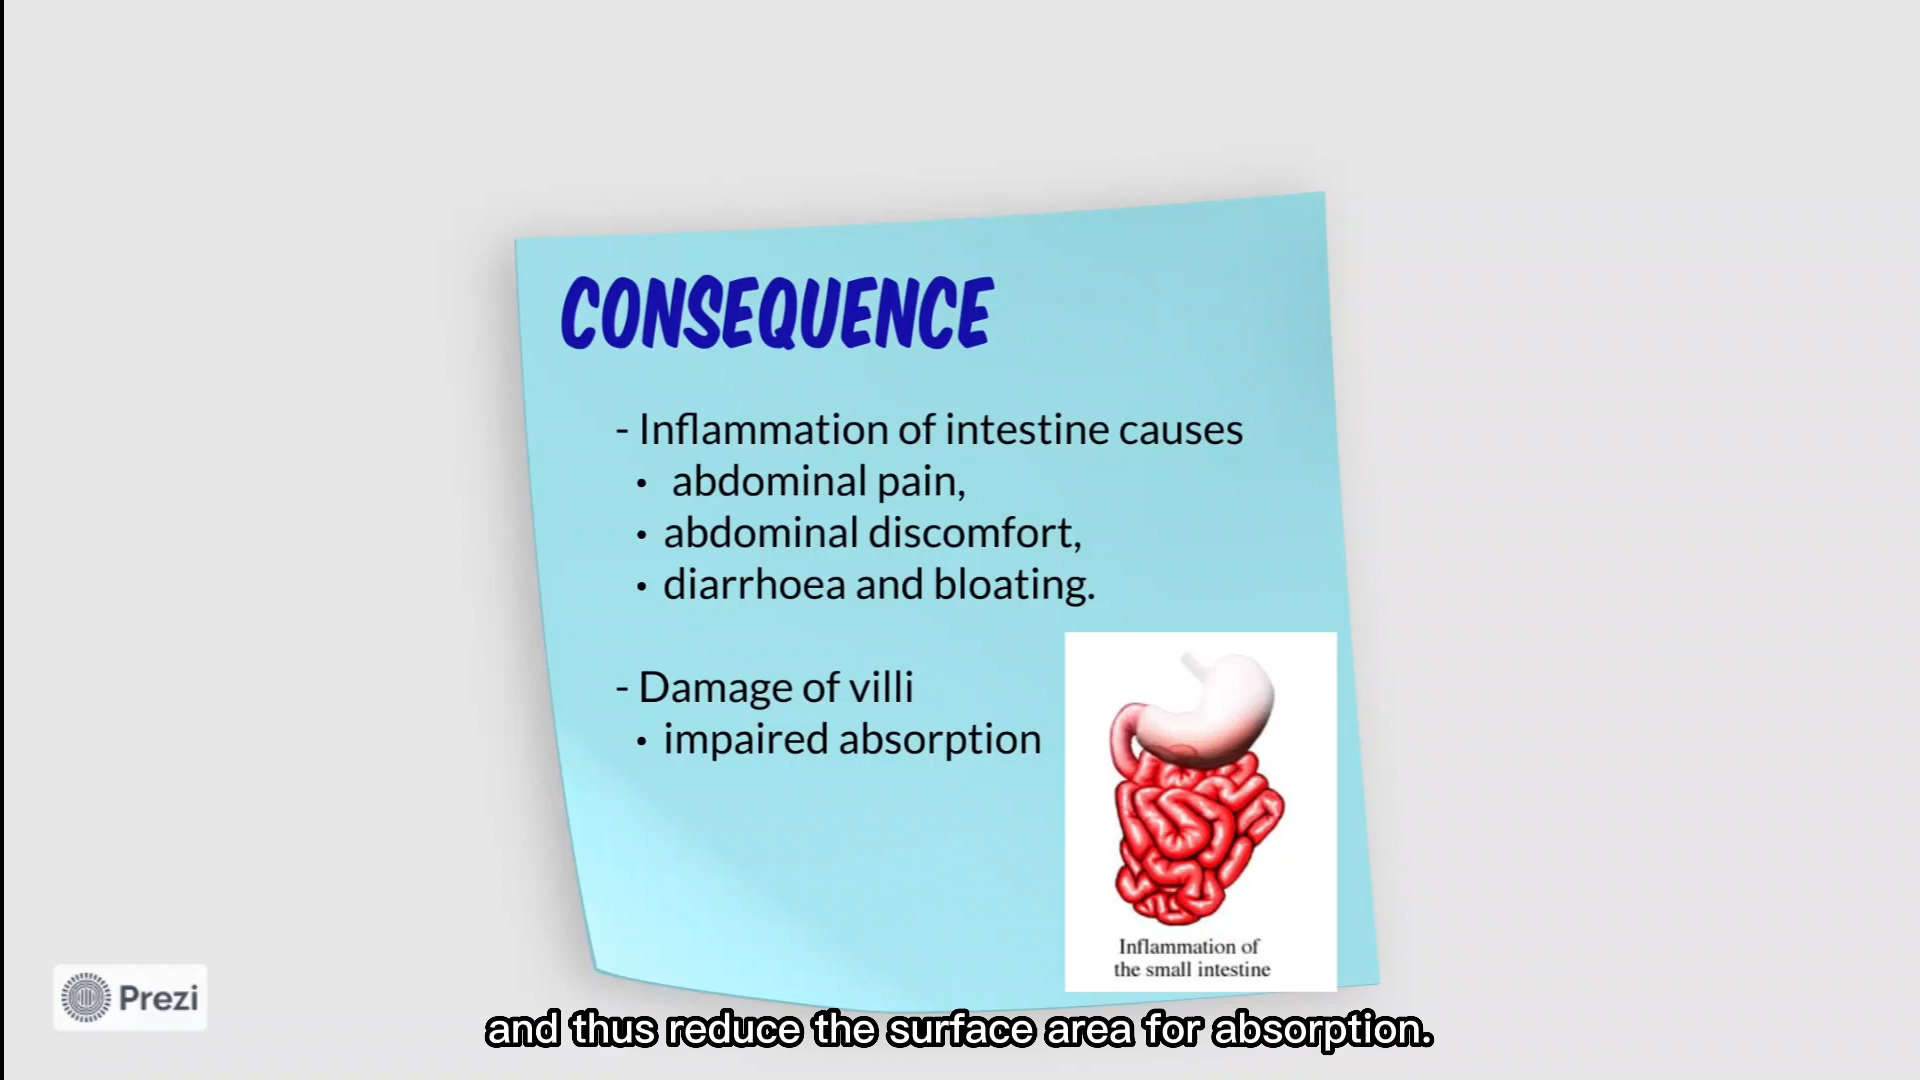 CONSEQUENCE
- Inflammation of intestine causes
• abdominal pain,
• abdominal discomfort,
• diarrhoea and bloating.
- Damage of villi
• impaired absorption
Inflammation of
the small intestine
Prezi
and thus reduce the surface area for absorption.